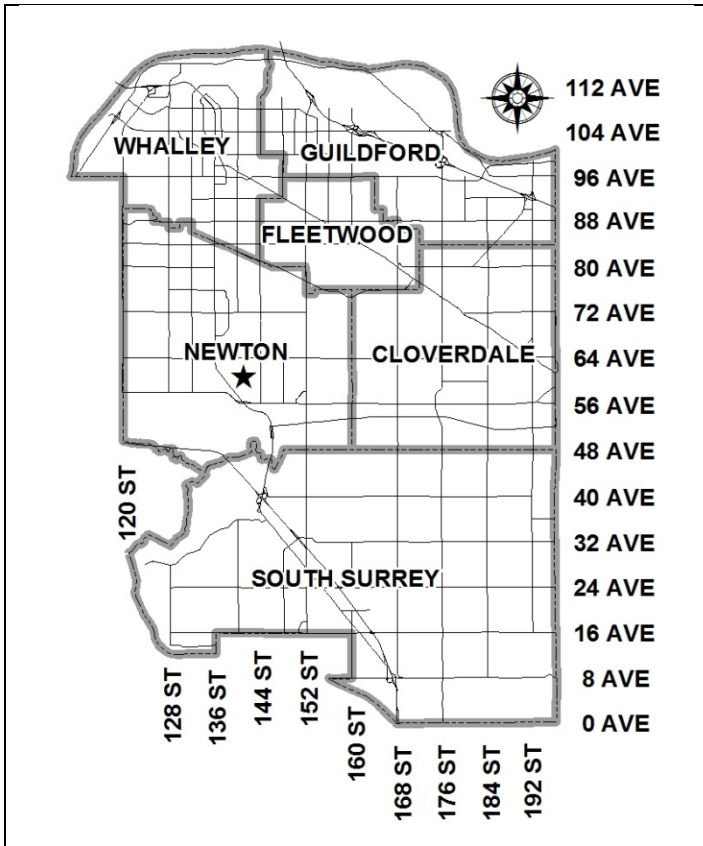 112 AVE
104 AVE
WHALLEY
GUILDFORD
96 AVE
88 AVE
FLEETWOOD
80 AVE
72 AVE
NEWTON
CLOVERDALE
64 AVE
56 AVE
48 AVE
120 ST
40 AVE
32 AVE
SOUTH SURREY
24 AVE
16 AVE
128 ST
136 ST
144 ST
152 ST
160 ST
8 AVE
0 AVE
168 ST
176 ST
184 ST
192 ST